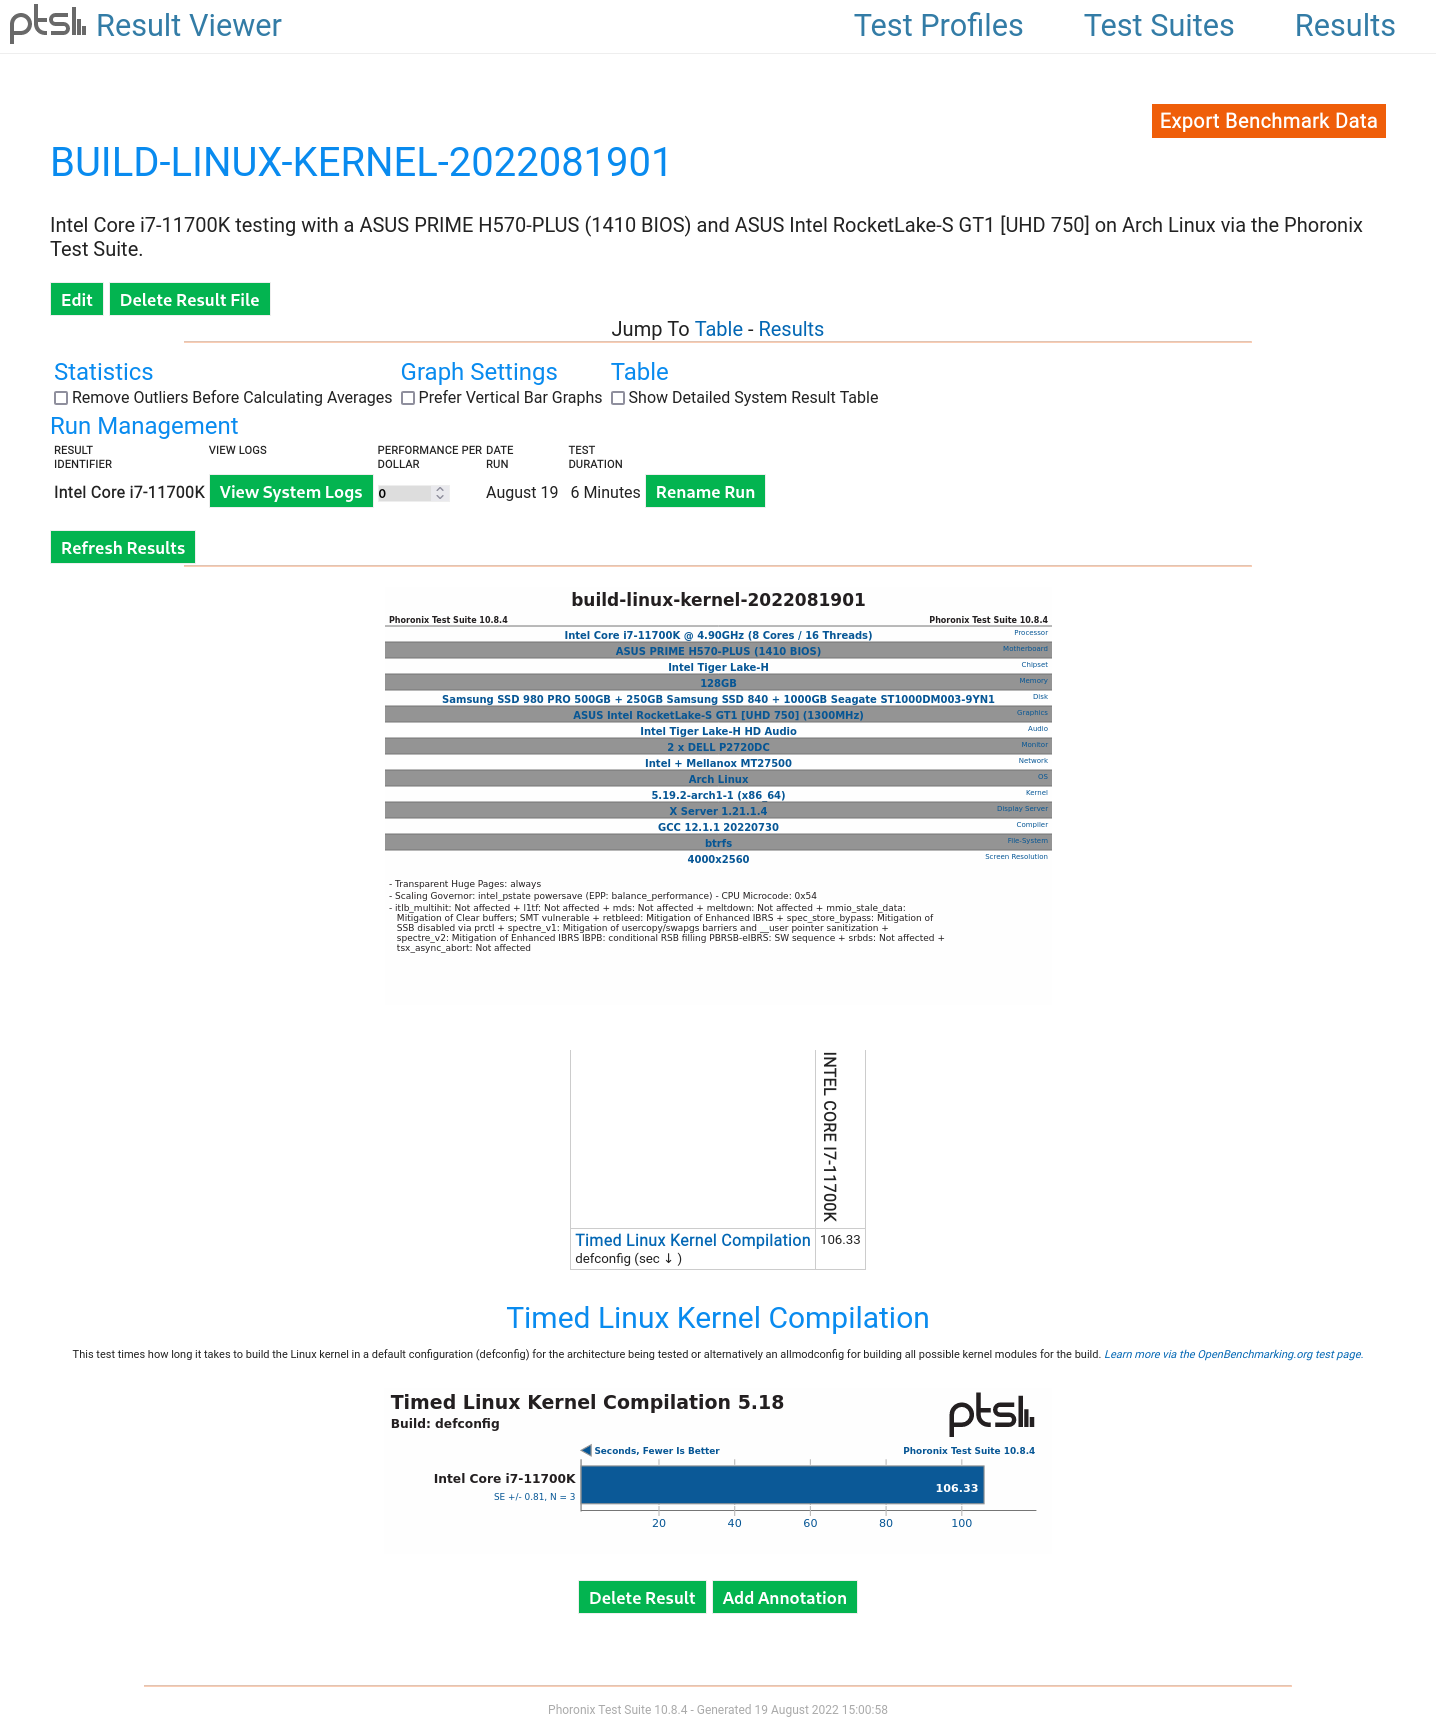 ptsl Result Viewer Test Profiles Test Suites Results
Export Benchmark Data
BUILD-LINUX-KERNEL-2022081901
Intel Core i7-11700K testing with a ASUS PRIME H570-PLUS (1410 BIOS) and ASUS Intel RocketLake-S GT1 [UHD 750] on Arch Linux via the Phoronix
Test Suite.
Edit Delete Result File
Jump To Table - Results
Statistics Graph Settings Table
Remove Outliers Before Calculating Averages Prefer Vertical Bar Graphs Show Detailed System Result Table
Run Management
RESULT VIEW LOGS PERFORMANCE PER DATE TEST
IDENTIFIER DOLLAR RUN DURATION
Intel Core i7-11700K View System Logs 0 August 19 6 Minutes Rename Run
Refresh Results
build-linux-kernel-2022081901
Phoronix Test Suite 10.8.4 Phoronix Test Suite 10.8.4
Intel Core i7-11700K @ 4.90GHz (8 Cores / 16 Threads) Processor
ASUS PRIME H570-PLUS (1410 BIOS) Motherboard
Intel Tiger Lake-H Chipset
128GB Memory
Samsung SSD 980 PRO 500GB + 250GB Samsung SSD 840 + 1000GB Seagate ST1000DM003-9YN1 Disk
ASUS Intel RocketLake-S GT1 [UHD 750] (1300MHz) Graphics
Intel Tiger Lake-H HD Audio Audio
2 x DELL P2720DC Monitor
Intel + Mellanox MT27500 Network
Arch Linux OS
5.19.2-arch1-1 (x86_64) Kernel
X Server 1.21.1.4 Display Server
GCC 12.1.1 20220730 Compiler
btrfs File-System
4000x2560 Screen Resolution
- Transparent Huge Pages: always
- Scaling Governor: intel_pstate powersave (EPP: balance_performance) - CPU Microcode: 0x54
- itlb_multihit: Not affected + l1tf: Not affected + mds: Not affected + meltdown: Not affected + mmio_stale_data:
Mitigation of Clear buffers; SMT vulnerable + retbleed: Mitigation of Enhanced IBRS + spec_store_bypass: Mitigation of
SSB disabled via prctl + spectre_v1: Mitigation of usercopy/swapgs barriers and __user pointer sanitization +
spectre_v2: Mitigation of Enhanced IBRS IBPB: conditional RSB filling PBRSB-eIBRS: SW sequence + srbds: Not affected +
tsx_async_abort: Not affected
INTEL CORE I7-11700K
Timed Linux Kernel Compilation 106.33
defconfig (sec ↓ )
Timed Linux Kernel Compilation
This test times how long it takes to build the Linux kernel in a default configuration (defconfig) for the architecture being tested or alternatively an allmodconfig for building all possible kernel modules for the build. Learn more via the OpenBenchmarking.org test page.
Timed Linux Kernel Compilation 5.18 ptsl
Build: defconfig
Seconds, Fewer Is Better Phoronix Test Suite 10.8.4
Intel Core i7-11700K
106.33
SE +/- 0.81, N = 3
20 40 60 80 100
Delete Result Add Annotation
Phoronix Test Suite 10.8.4 - Generated 19 August 2022 15:00:58